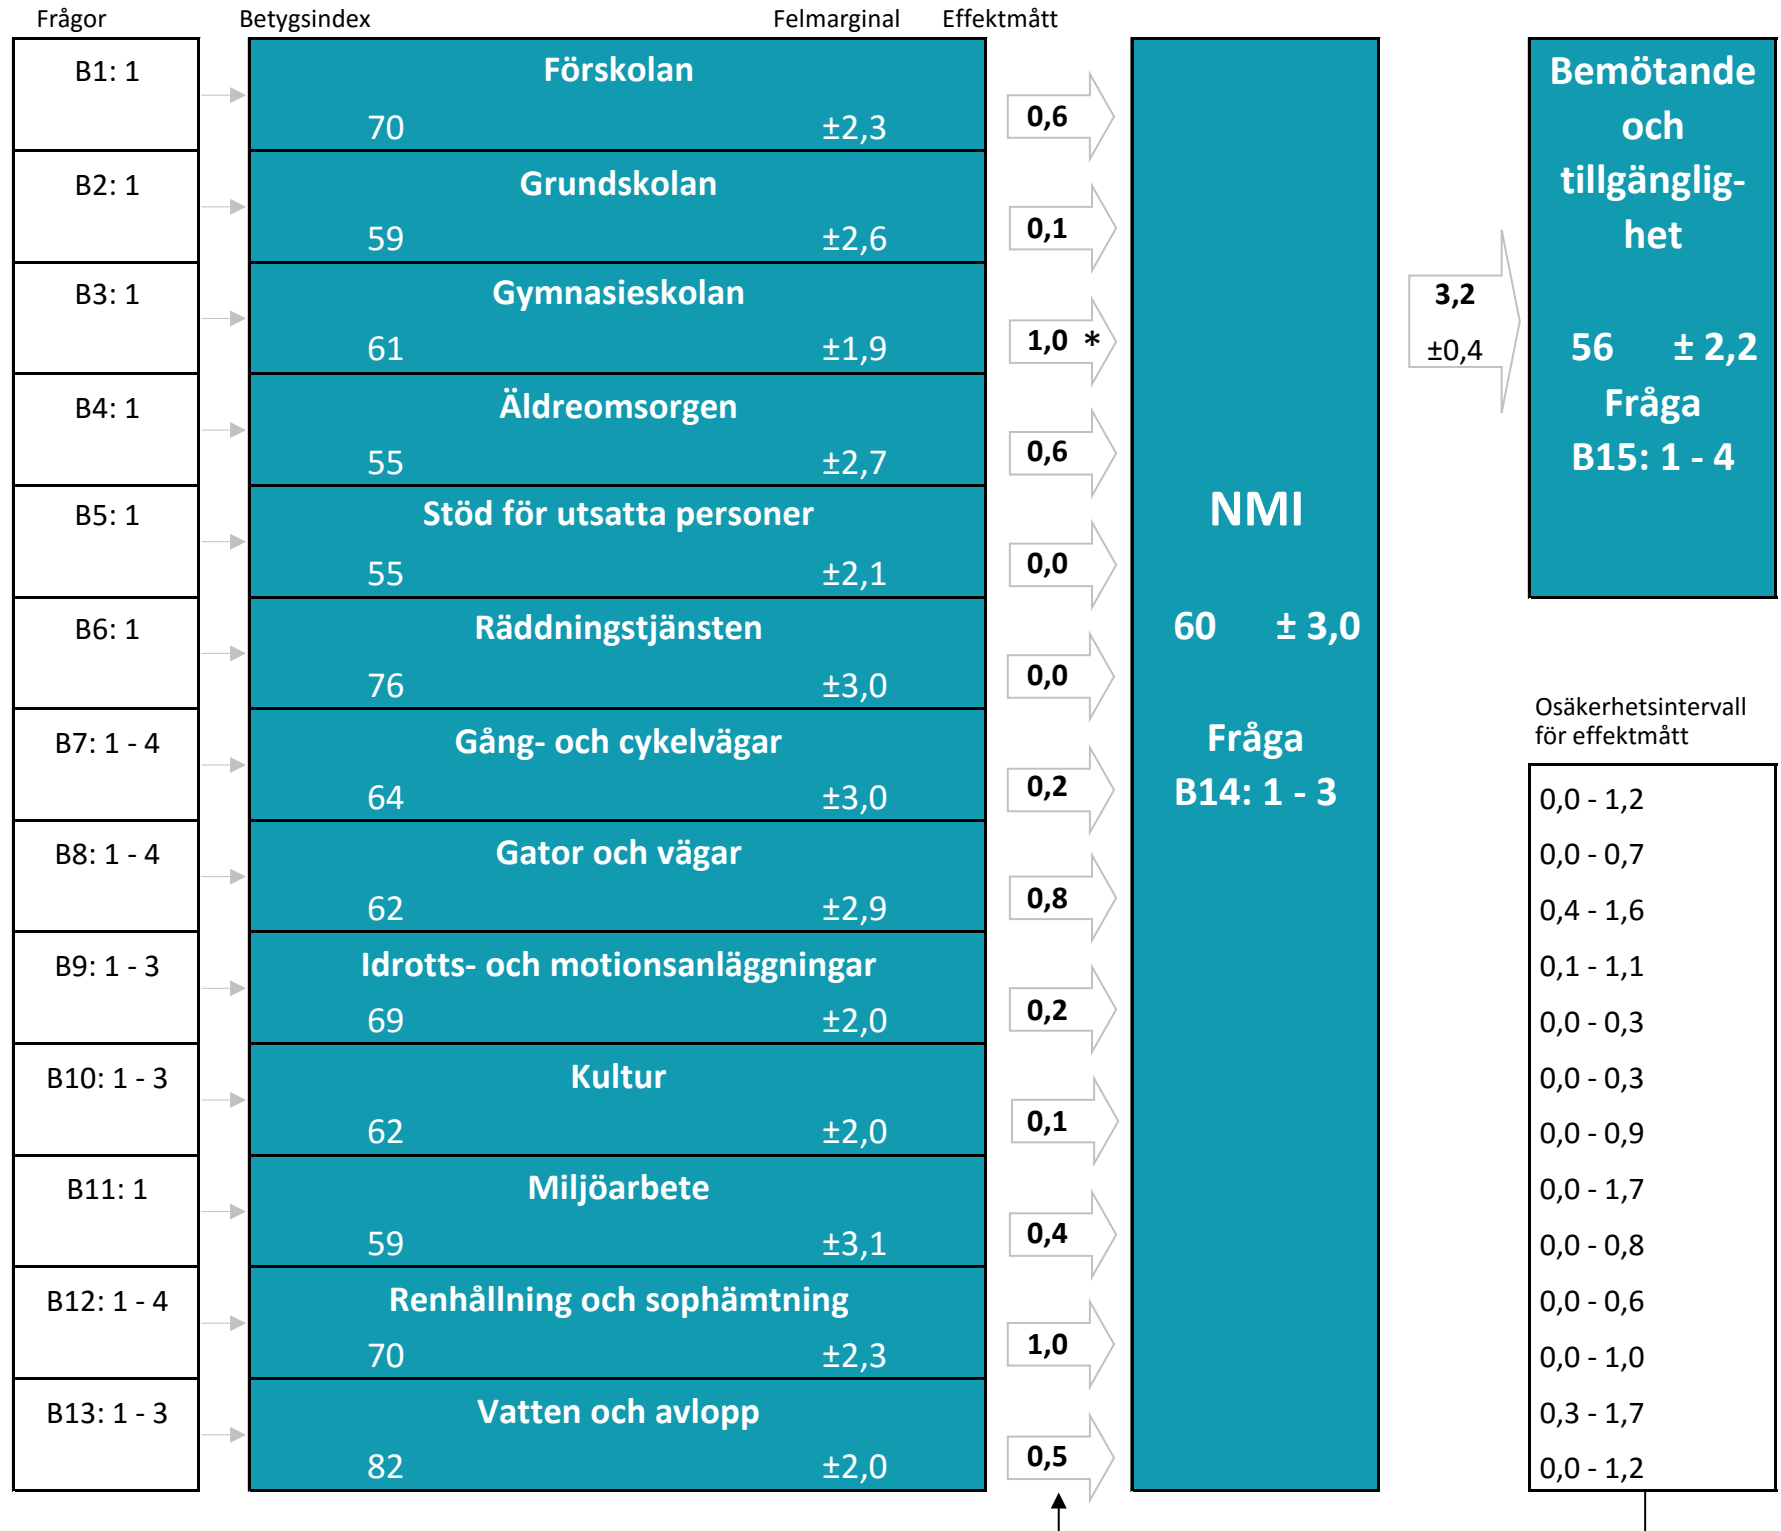 Frågor Betygsindex Felmarginal Effektmått
B1: 1
Förskolan
70 ±2,3
0,6
B2: 1
Grundskolan
59 ±2,6
0,1
B3: 1
Gymnasieskolan
61 ±1,9
1,0 *
B4: 1
Äldreomsorgen
55 ±2,7
0,6
B5: 1
Stöd för utsatta personer
55 ±2,1
0,0
B6: 1
Räddningstjänsten
76 ±3,0
0,0
B7: 1 - 4
Gång- och cykelvägar
64 ±3,0
0,2
B8: 1 - 4
Gator och vägar
62 ±2,9
0,8
B9: 1 - 3
Idrotts- och motionsanläggningar
69 ±2,0
0,2
B10: 1 - 3
Kultur
62 ±2,0
0,1
B11: 1
Miljöarbete
59 ±3,1
0,4
B12: 1 - 4
Renhållning och sophämtning
70 ±2,3
1,0
B13: 1 - 3
Vatten och avlopp
82 ±2,0
0,5
NMI
60 ± 3,0
Fråga
B14: 1 - 3
3,2
±0,4
Bemötande
och
tillgänglig-
het
56 ± 2,2
Fråga
B15: 1 - 4
Osäkerhetsintervall
för effektmått
0,0 - 1,2
0,0 - 0,7
0,4 - 1,6
0,1 - 1,1
0,0 - 0,3
0,0 - 0,3
0,0 - 0,9
0,0 - 1,7
0,0 - 0,8
0,0 - 0,6
0,0 - 1,0
0,3 - 1,7
0,0 - 1,2